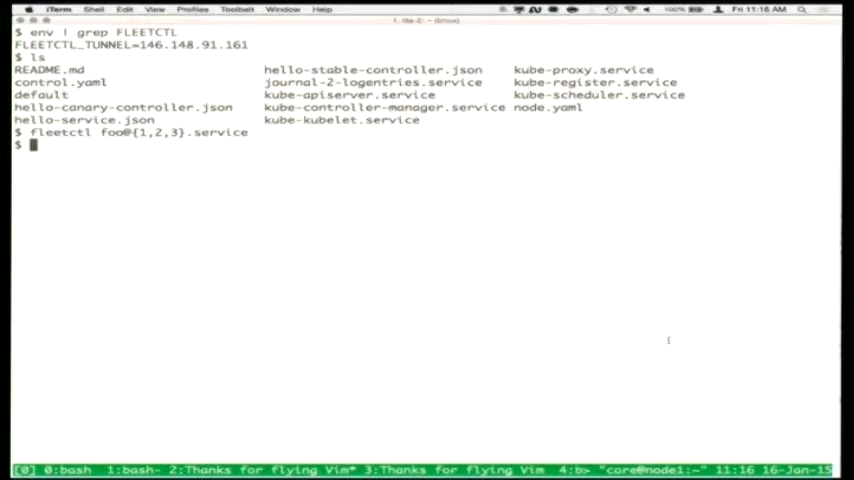 iTerm Shell Edit View Profiles Toolbelt Window Help 100% Fri 11:16 AM
$ env | grep FLEETCTL
FLEETCTL_TUNNEL=146.148.91.161
$ ls
README.md hello-stable-controller.json kube-proxy.service
control.yaml journal-2-logentries.service kube-register.service
default kube-apiserver.service kube-scheduler.service
hello-canary-controller.json kube-controller-manager.service node.yaml
hello-service.json kube-kubelet.service
$ fleetctl foo@{1,2,3}.service
$
[0] 0:bash 1:bash- 2:Thanks for flying Vim* 3:Thanks for flying Vim 4:b> "core@node1:~" 11:16 16-Jan-15